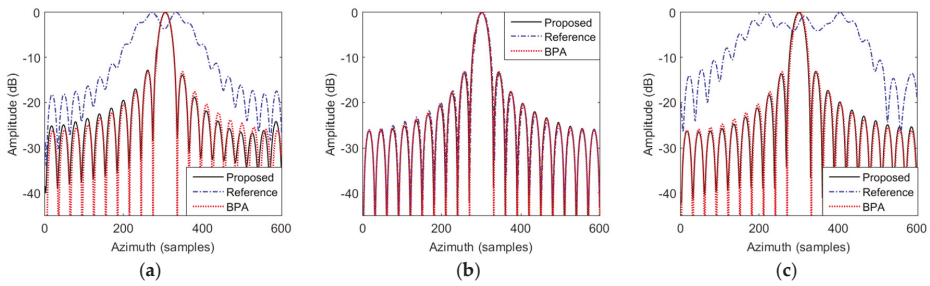 0
-10
-20
-30
-40
Amplitude (dB)
Proposed
Reference
BPA
0
200
400
600
Azimuth (samples)
(a)
0
-10
-20
-30
-40
Amplitude (dB)
Proposed
Reference
BPA
0
200
400
600
Azimuth (samples)
(b)
0
-10
-20
-30
-40
Amplitude (dB)
Proposed
Reference
BPA
0
200
400
600
Azimuth (samples)
(c)